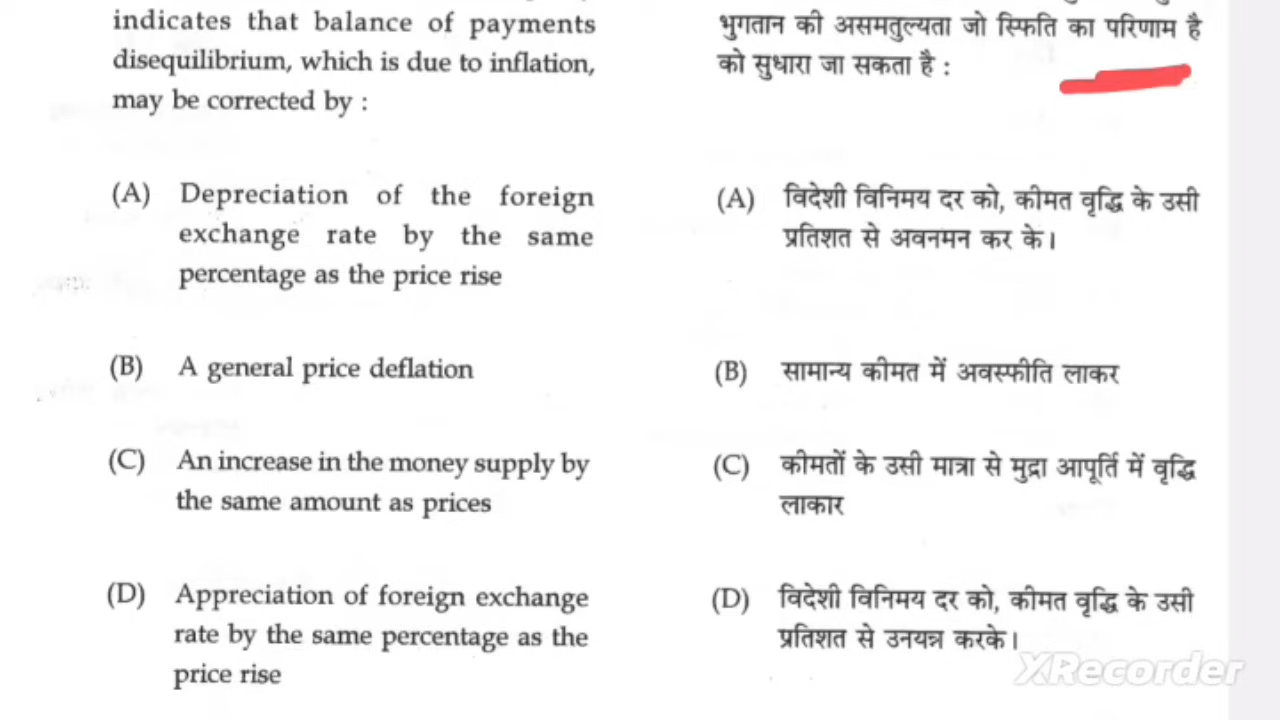 indicates that balance of payments
disequilibrium, which is due to inflation,
may be corrected by :
(A) Depreciation of the foreign
exchange rate by the same
percentage as the price rise
(B) A general price deflation
(C) An increase in the money supply by
the same amount as prices
(D) Appreciation of foreign exchange
rate by the same percentage as the
price rise
भुगतान की असमतुल्यता जो स्फिति का परिणाम है
को सुधारा जा सकता है :
(A) विदेशी विनिमय दर को, कीमत वृद्धि के उसी
प्रतिशत से अवनमन कर के।
(B) सामान्य कीमत में अवस्फीति लाकर
(C) कीमतों के उसी मात्रा से मुद्रा आपूर्ति में वृद्धि
लाकार
(D) विदेशी विनिमय दर को, कीमत वृद्धि के उसी
प्रतिशत से उनयन्न करके।
XRecorder